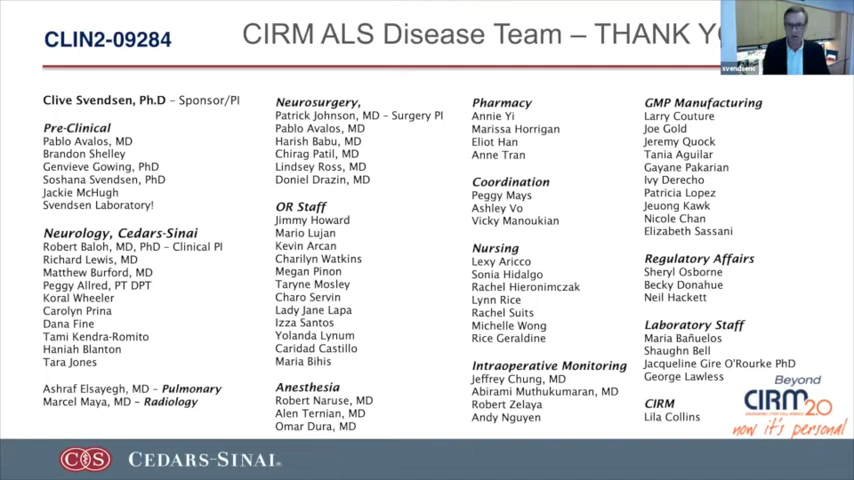 CLIN2-09284
CIRM ALS Disease Team – THANK YO
svendsenc
Clive Svendsen, Ph.D – Sponsor/PI
Pre-Clinical
Pablo Avalos, MD
Brandon Shelley
Genvieve Gowing, PhD
Soshana Svendsen, PhD
Jackie McHugh
Svendsen Laboratory!
Neurology, Cedars-Sinai
Robert Baloh, MD, PhD – Clinical PI
Richard Lewis, MD
Matthew Burford, MD
Peggy Allred, PT DPT
Koral Wheeler
Carolyn Prina
Dana Fine
Tami Kendra-Romito
Haniah Blanton
Tara Jones
Ashraf Elsayegh, MD – Pulmonary
Marcel Maya, MD – Radiology
Neurosurgery,
Patrick Johnson, MD – Surgery PI
Pablo Avalos, MD
Harish Babu, MD
Chirag Patil, MD
Lindsey Ross, MD
Doniel Drazin, MD
OR Staff
Jimmy Howard
Mario Lujan
Kevin Arcan
Charilyn Watkins
Megan Pinon
Taryne Mosley
Charo Servin
Lady Jane Lapa
Izza Santos
Yolanda Lynum
Caridad Castillo
Maria Bihis
Anesthesia
Robert Naruse, MD
Alen Ternian, MD
Omar Dura, MD
Pharmacy
Annie Yi
Marissa Horrigan
Eliot Han
Anne Tran
Coordination
Peggy Mays
Ashley Vo
Vicky Manoukian
Nursing
Lexy Aricco
Sonia Hidalgo
Rachel Hieronimczak
Lynn Rice
Rachel Suits
Michelle Wong
Rice Geraldine
Intraoperative Monitoring
Jeffrey Chung, MD
Abirami Muthukumaran, MD
Robert Zelaya
Andy Nguyen
GMP Manufacturing
Larry Couture
Joe Gold
Jeremy Quock
Tania Aguilar
Gayane Pakarian
Ivy Derecho
Patricia Lopez
Jeuong Kawk
Nicole Chan
Elizabeth Sassani
Regulatory Affairs
Sheryl Osborne
Becky Donahue
Neil Hackett
Laboratory Staff
Maria Bañuelos
Shaughn Bell
Jacqueline Gire O'Rourke PhD
George Lawless
CIRM
Lila Collins
Beyond
CIRM 2.0
now it's personal
CS
CEDARS-SINAI®